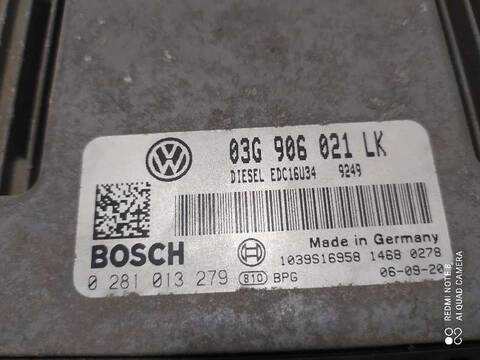 03G 906 021 LK
DIESEL EDC16U34 9249
BOSCH
Made in Germany
1039S16958 1468 0278
0 281 013 279 810 BPG
06-09-20
REDMI NOTE 8
AI QUAD CAMERA